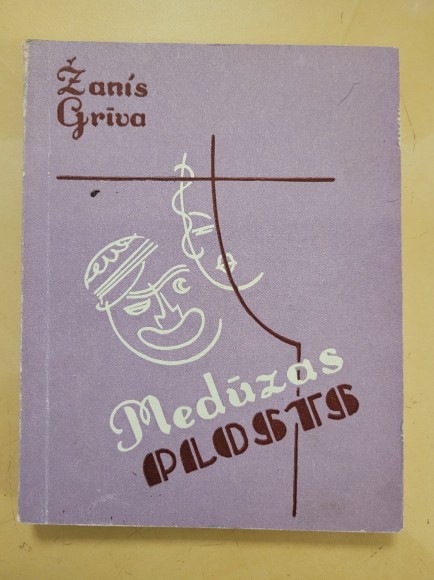 Žanis
Grīva
Medūzas
PLOSTS